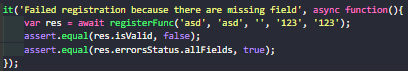 it('Failed registration because there are missing field', async function(){
    var res = await registerFunc('asd', 'asd', '', '123', '123');
    assert.equal(res.isValid, false);
    assert.equal(res.errorsStatus.allFields, true);
});